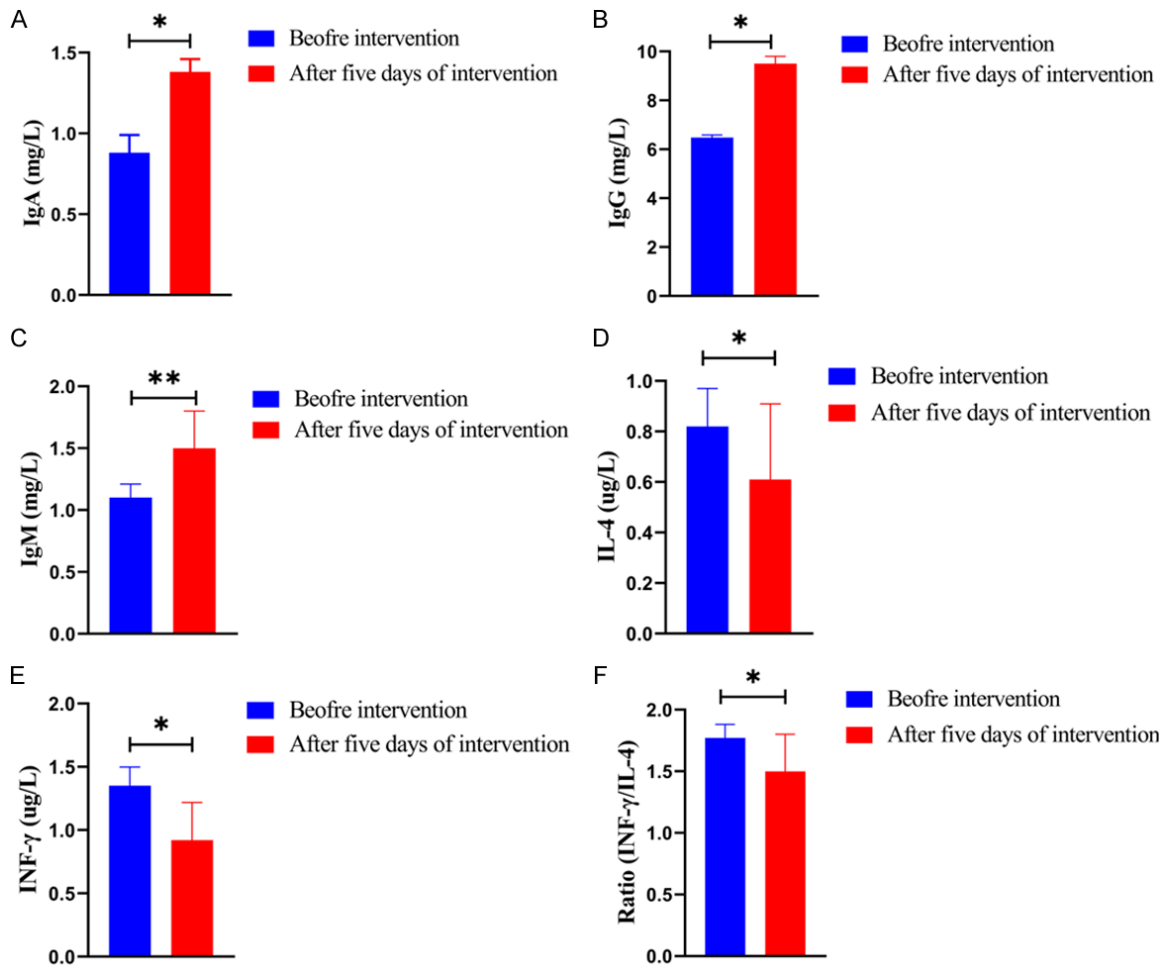 A
*
1.5
1.0
0.5
0.0
IgA (mg/L)
Beofre intervention
After five days of intervention
B
*
10
8
6
4
2
0
IgG (mg/L)
Beofre intervention
After five days of intervention
C
**
2.0
1.5
1.0
0.5
0.0
IgM (mg/L)
Beofre intervention
After five days of intervention
D
*
1.0
0.8
0.6
0.4
0.2
0.0
IL-4 (ug/L)
Beofre intervention
After five days of intervention
E
*
2.0
1.5
1.0
0.5
0.0
INF-γ (ug/L)
Beofre intervention
After five days of intervention
F
*
2.0
1.5
1.0
0.5
0.0
Ratio (INF-γ/IL-4)
Beofre intervention
After five days of intervention